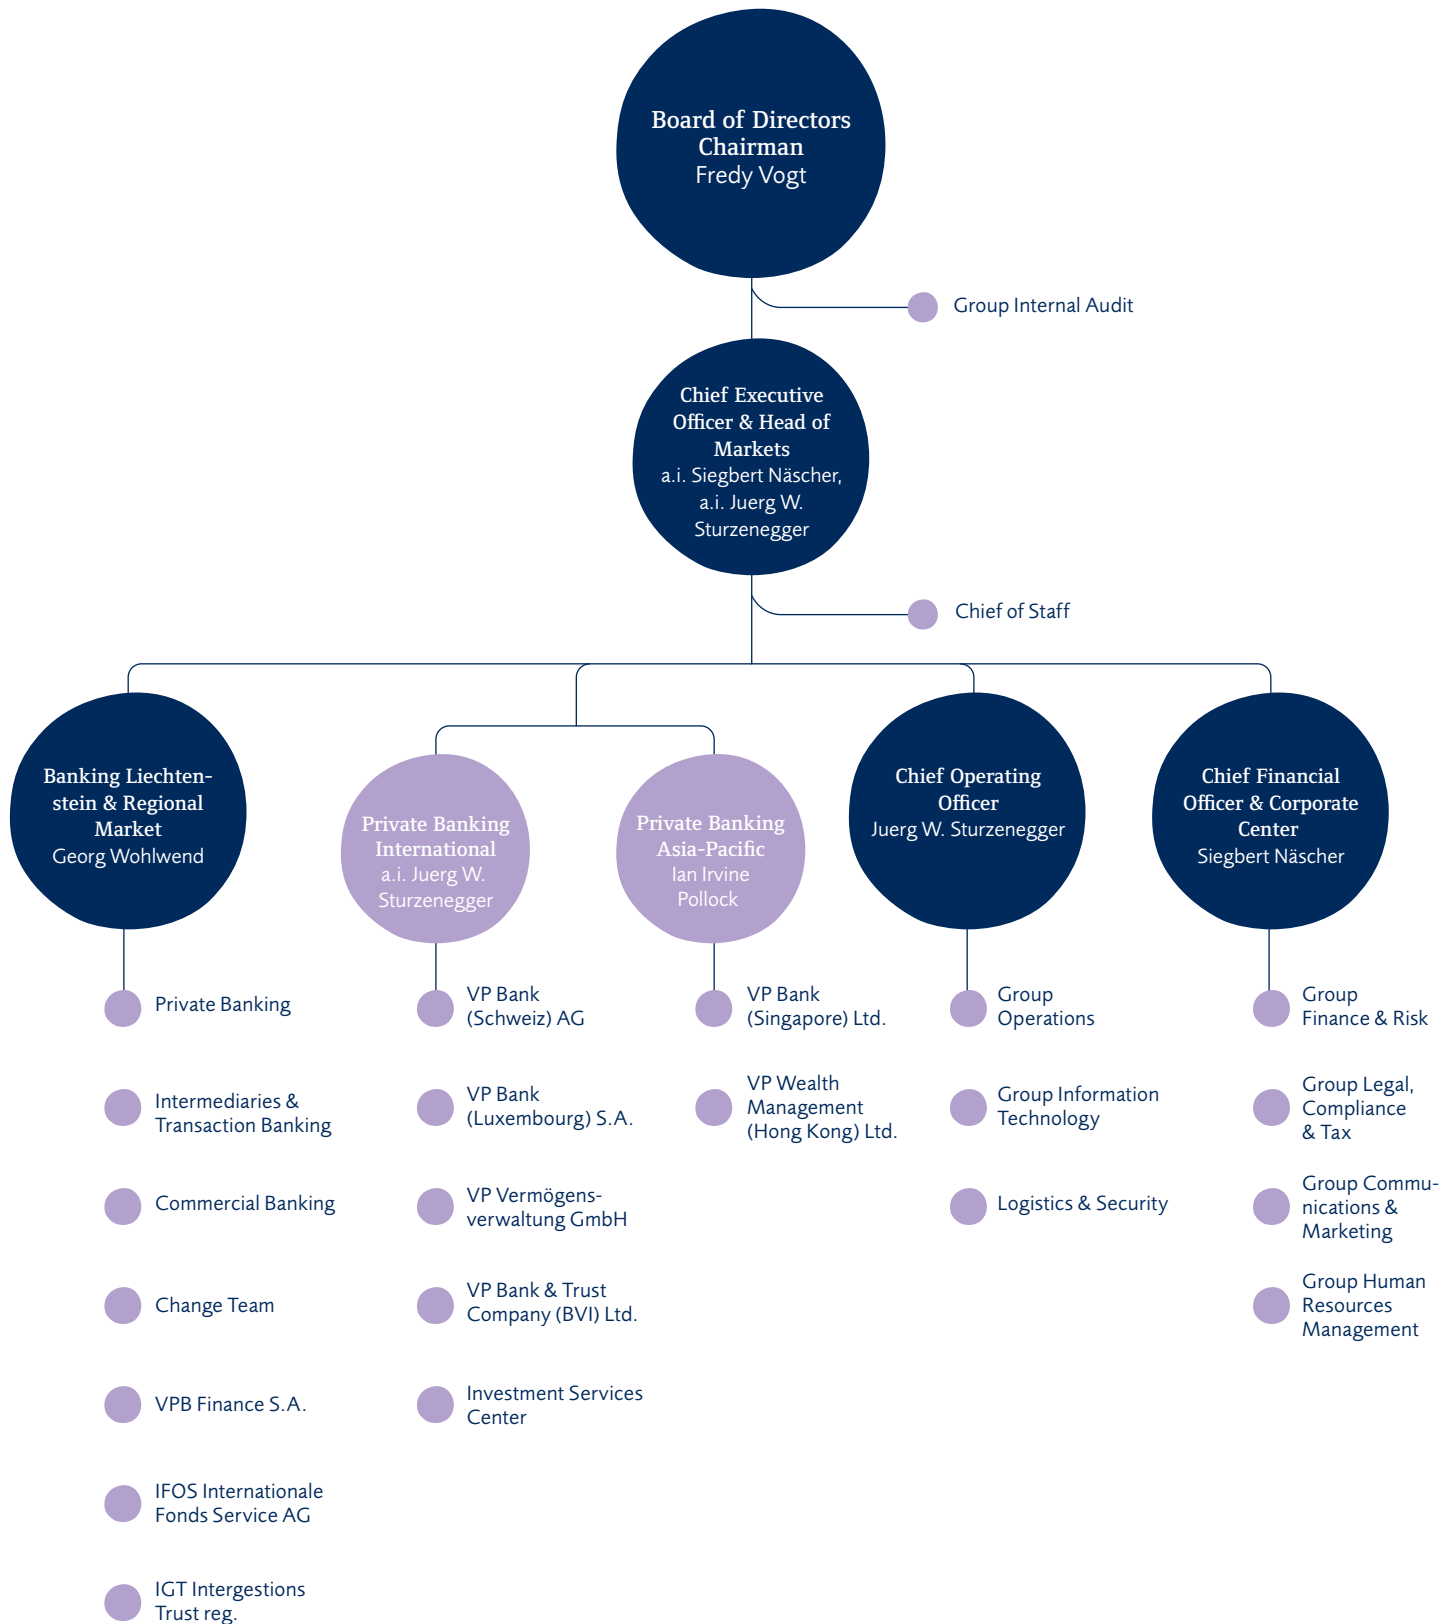 Board of Directors
Chairman
Fredy Vogt
Group Internal Audit
Chief Executive
Officer & Head of
Markets
a.i. Siegbert Näscher,
a.i. Juerg W.
Sturzenegger
Chief of Staff
Banking Liechten-
stein & Regional
Market
Georg Wohlwend
Private Banking
International
a.i. Juerg W.
Sturzenegger
Private Banking
Asia-Pacific
Ian Irvine
Pollock
Chief Operating
Officer
Juerg W. Sturzenegger
Chief Financial
Officer & Corporate
Center
Siegbert Näscher
Private Banking
Intermediaries &
Transaction Banking
Commercial Banking
Change Team
VPB Finance S.A.
IFOS Internationale
Fonds Service AG
IGT Intergestions
Trust reg.
VP Bank
(Schweiz) AG
VP Bank
(Luxembourg) S.A.
VP Vermögens-
verwaltung GmbH
VP Bank & Trust
Company (BVI) Ltd.
Investment Services
Center
VP Bank
(Singapore) Ltd.
VP Wealth
Management
(Hong Kong) Ltd.
Group
Operations
Group Information
Technology
Logistics & Security
Group
Finance & Risk
Group Legal,
Compliance
& Tax
Group Commu-
nications &
Marketing
Group Human
Resources
Management